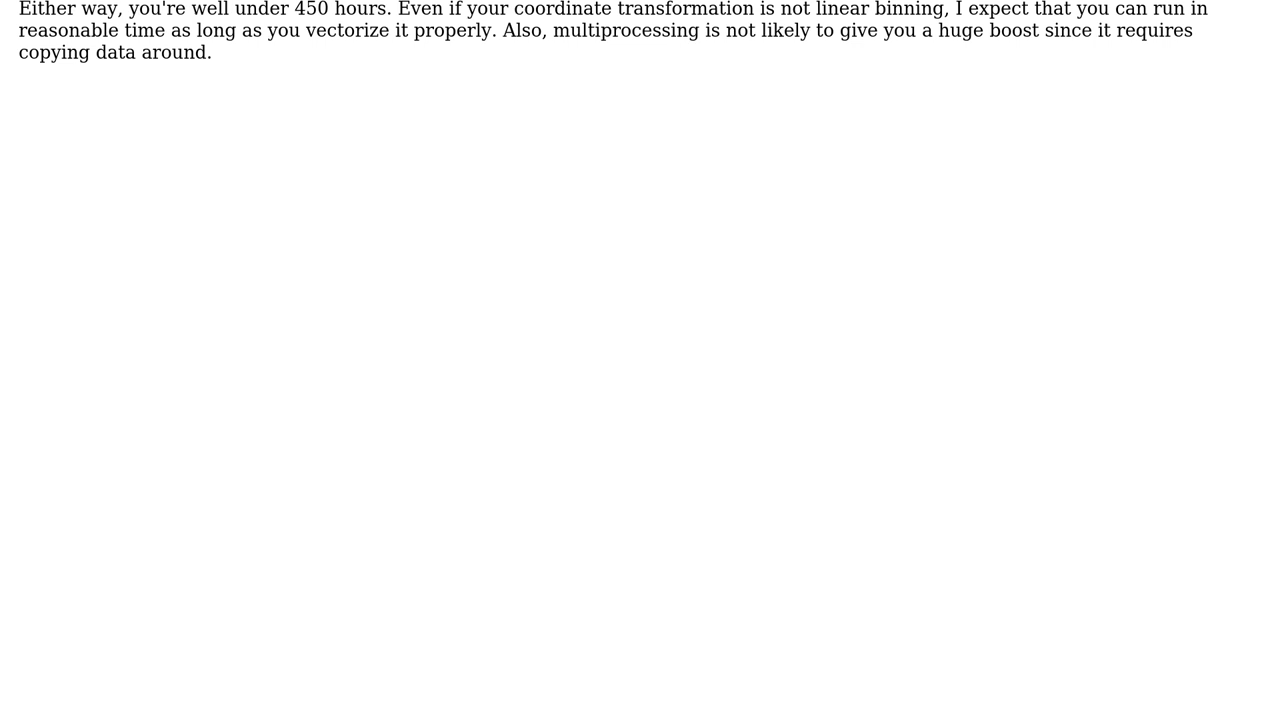 Either way, you're well under 450 hours. Even if your coordinate transformation is not linear binning, I expect that you can run in
reasonable time as long as you vectorize it properly. Also, multiprocessing is not likely to give you a huge boost since it requires
copying data around.